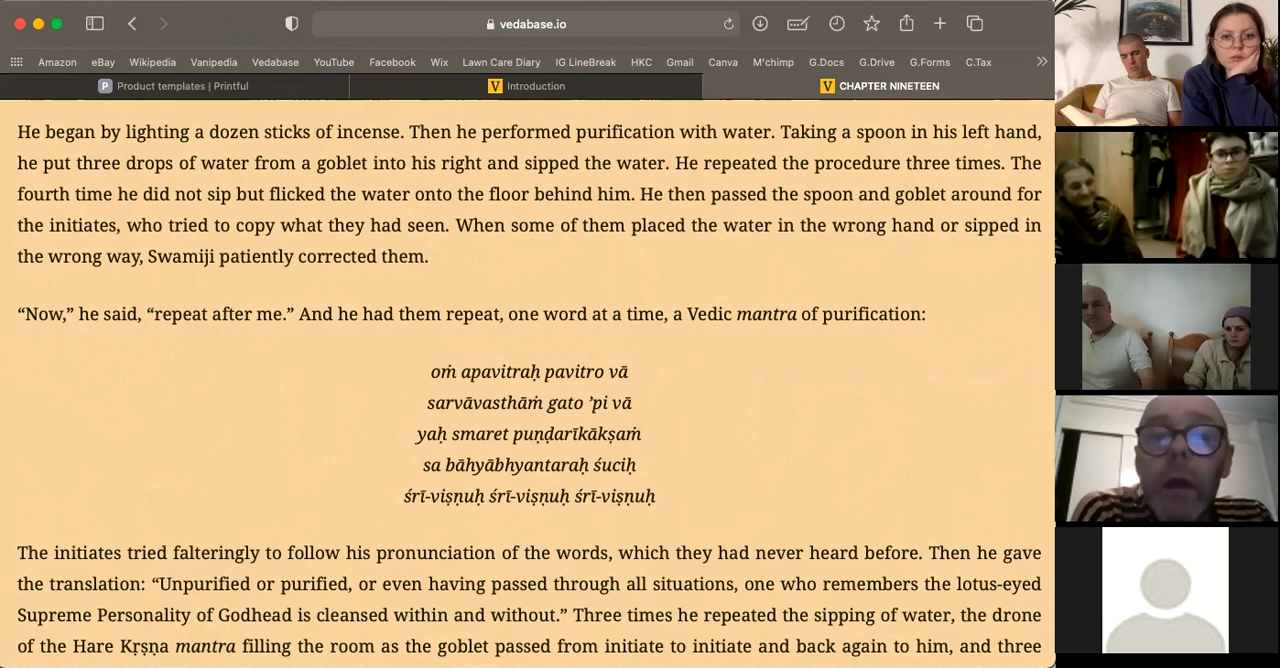 vedabase.io
Amazon eBay Wikipedia Vanipedia Vedabase YouTube Facebook Wix Lawn Care Diary IG LineBreak HKC Gmail Canva M'chimp G.Docs G.Drive G.Forms C.Tax
P Product templates | Printful V Introduction V CHAPTER NINETEEN
He began by lighting a dozen sticks of incense. Then he performed purification with water. Taking a spoon in his left hand,
he put three drops of water from a goblet into his right and sipped the water. He repeated the procedure three times. The
fourth time he did not sip but flicked the water onto the floor behind him. He then passed the spoon and goblet around for
the initiates, who tried to copy what they had seen. When some of them placed the water in the wrong hand or sipped in
the wrong way, Swamiji patiently corrected them.
“Now,” he said, “repeat after me.” And he had them repeat, one word at a time, a Vedic mantra of purification:
oṁ apavitraḥ pavitro vā
sarvāvasthāṁ gato ’pi vā
yaḥ smaret puṇḍarīkākṣaṁ
sa bāhyābhyantaraḥ śuciḥ
śrī-viṣṇuḥ śrī-viṣṇuḥ śrī-viṣṇuḥ
The initiates tried falteringly to follow his pronunciation of the words, which they had never heard before. Then he gave
the translation: “Unpurified or purified, or even having passed through all situations, one who remembers the lotus-eyed
Supreme Personality of Godhead is cleansed within and without.” Three times he repeated the sipping of water, the drone
of the Hare Kṛṣṇa mantra filling the room as the goblet passed from initiate to initiate and back again to him, and three